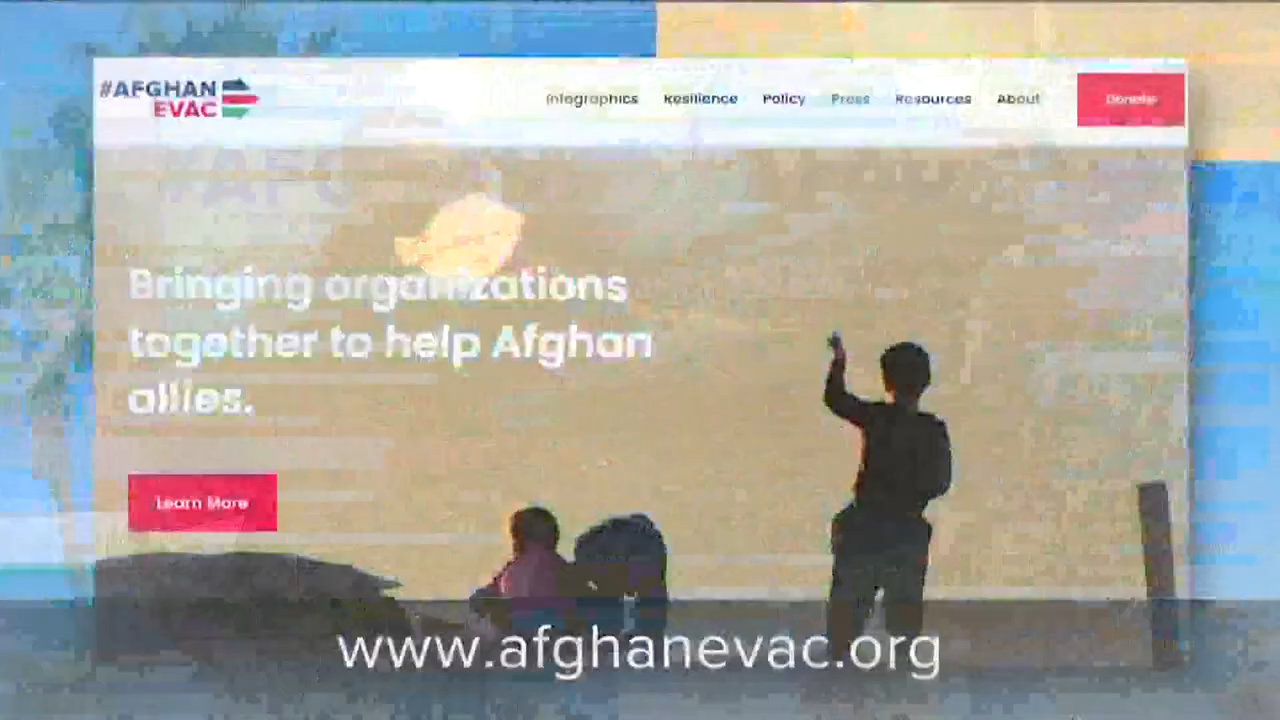 #AFGHAN
EVAC
Infographics Resilience Policy Press Resources About Donate
Bringing organizations
together to help Afghan
allies.
Learn More
www.afghanevac.org